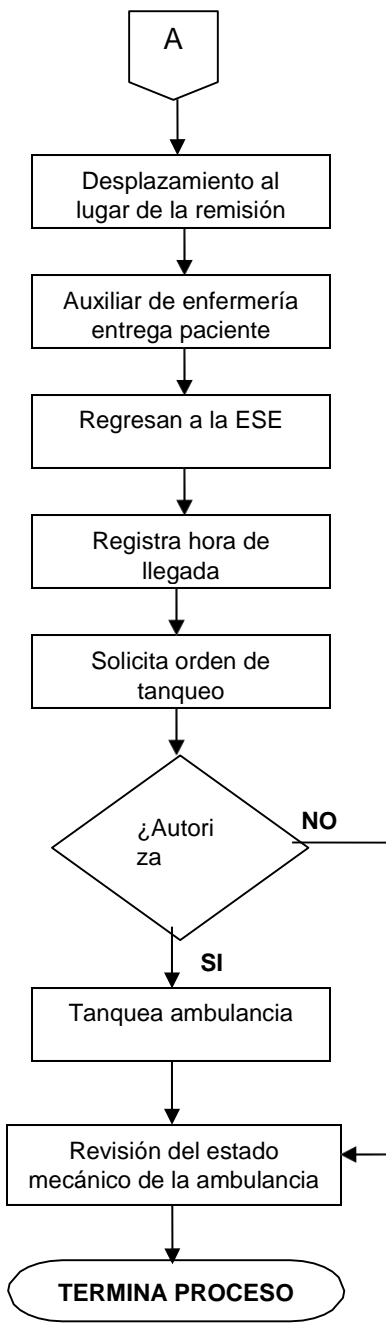 A
Desplazamiento al
lugar de la remisión
Auxiliar de enfermería
entrega paciente
Regresan a la ESE
Registra hora de
llegada
Solicita orden de
tanqueo
¿Autori
za
NO
SI
Tanquea ambulancia
Revisión del estado
mecánico de la ambulancia
TERMINA PROCESO